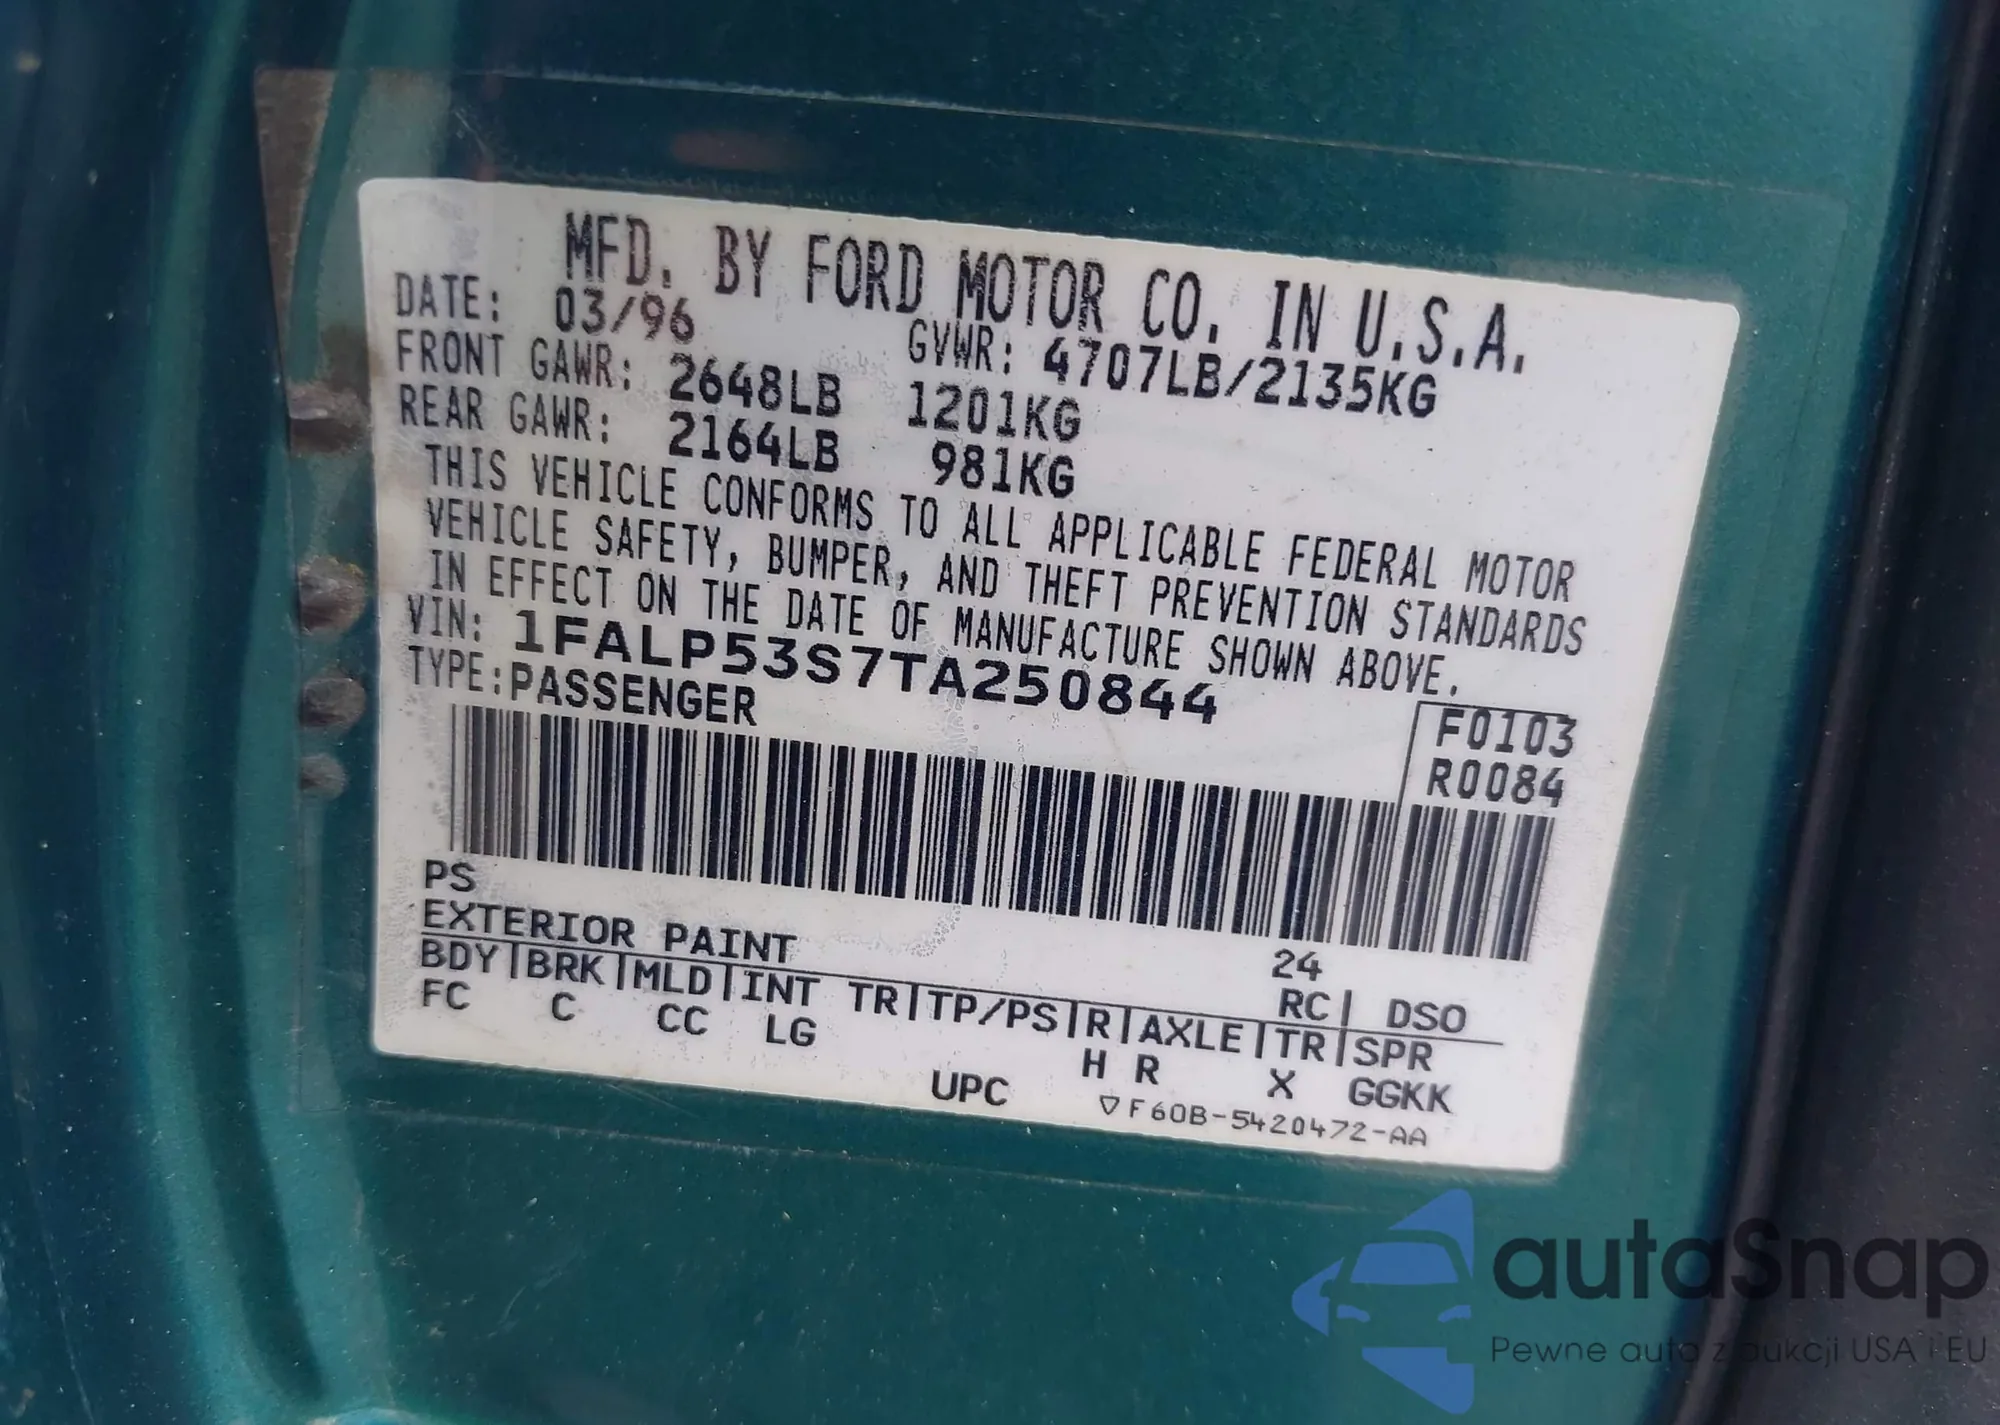 MFD. BY FORD MOTOR CO. IN U.S.A.
DATE: 03/96 GVWR: 4707LB/2135KG
FRONT GAWR: 2648LB 1201KG
REAR GAWR: 2164LB 981KG
THIS VEHICLE CONFORMS TO ALL APPLICABLE FEDERAL MOTOR
VEHICLE SAFETY, BUMPER, AND THEFT PREVENTION STANDARDS
IN EFFECT ON THE DATE OF MANUFACTURE SHOWN ABOVE.
VIN: 1FALP53S7TA250844
TYPE: PASSENGER
F0103
R0084
PS 24
EXTERIOR PAINT RC| DSO
BDY|BRK|MLD|INT TR|TP/PS|R|AXLE|TR|SPR
FC C CC LG H R X GGKK
UPC ▽F60B-5420472-AA
autaSnap
Pewne auta z aukcji USA i EU